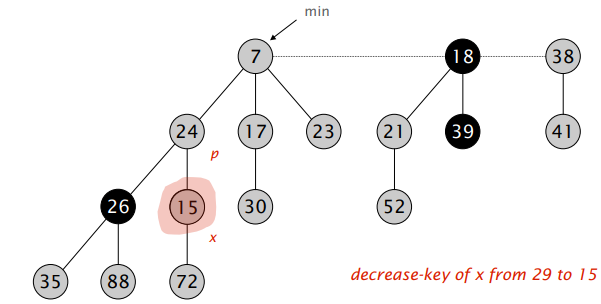 min
7 18 38
24 17 23 21 39 41
p
26 15 30 52
x
35 88 72
decrease-key of x from 29 to 15